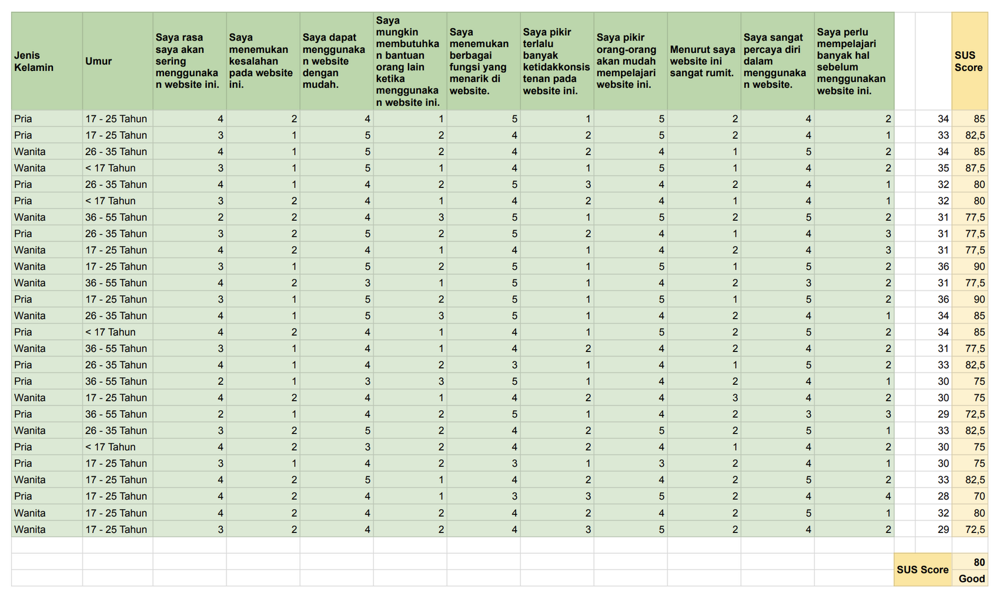 Jenis Kelamin Umur Saya rasa saya akan sering menggunakan website ini. Saya menemukan kesalahan pada website ini. Saya dapat menggunakan website dengan mudah. Saya mungkin membutuhkan bantuan orang lain ketika menggunakan website ini. Saya menemukan berbagai fungsi yang menarik di website. Saya pikir terlalu banyak ketidakkonsistenan pada website ini. Saya pikir orang-orang akan mudah mempelajari website ini. Menurut saya website ini sangat rumit. Saya sangat percaya diri dalam menggunakan website. Saya perlu mempelajari banyak hal sebelum menggunakan website ini. SUS Score
Pria 17 - 25 Tahun 4 2 4 1 5 1 5 2 4 2 34 85
Pria 17 - 25 Tahun 3 1 5 2 4 2 5 2 4 1 33 82,5
Wanita 26 - 35 Tahun 4 1 5 2 4 2 4 1 5 2 34 85
Wanita < 17 Tahun 3 1 5 1 4 1 5 1 4 2 35 87,5
Pria 26 - 35 Tahun 4 1 4 2 5 3 4 2 4 1 32 80
Pria < 17 Tahun 3 2 4 1 4 2 4 1 4 1 32 80
Wanita 36 - 55 Tahun 2 2 4 3 5 1 5 2 5 2 31 77,5
Pria 26 - 35 Tahun 3 2 5 2 5 2 4 1 4 3 31 77,5
Wanita 17 - 25 Tahun 4 2 4 1 4 1 4 2 4 3 31 77,5
Wanita 17 - 25 Tahun 3 1 5 2 5 1 5 1 5 2 36 90
Wanita 36 - 55 Tahun 4 2 3 1 5 1 4 2 3 2 31 77,5
Pria 17 - 25 Tahun 3 1 5 2 5 1 5 1 5 2 36 90
Wanita 26 - 35 Tahun 4 1 5 3 5 1 4 2 4 1 34 85
Pria < 17 Tahun 4 2 4 1 4 1 5 2 5 2 34 85
Wanita 36 - 55 Tahun 3 1 4 1 4 2 4 2 4 2 31 77,5
Pria 26 - 35 Tahun 4 1 4 2 3 1 4 1 5 2 33 82,5
Pria 36 - 55 Tahun 2 1 3 3 5 1 4 2 4 1 30 75
Wanita 17 - 25 Tahun 4 2 4 1 4 2 4 3 4 2 30 75
Pria 36 - 55 Tahun 2 1 4 2 5 1 4 2 3 3 29 72,5
Wanita 26 - 35 Tahun 3 2 5 2 4 2 5 2 5 1 33 82,5
Pria < 17 Tahun 4 2 3 2 4 2 4 1 4 2 30 75
Pria 17 - 25 Tahun 3 1 4 2 3 1 3 2 4 1 30 75
Wanita 17 - 25 Tahun 4 2 5 1 4 2 4 2 5 2 33 82,5
Pria 17 - 25 Tahun 4 2 4 1 3 3 5 2 4 4 28 70
Wanita 17 - 25 Tahun 4 2 4 2 4 2 4 2 5 1 32 80
Wanita 17 - 25 Tahun 3 2 4 2 4 3 5 2 4 2 29 72,5
SUS Score 80
Good